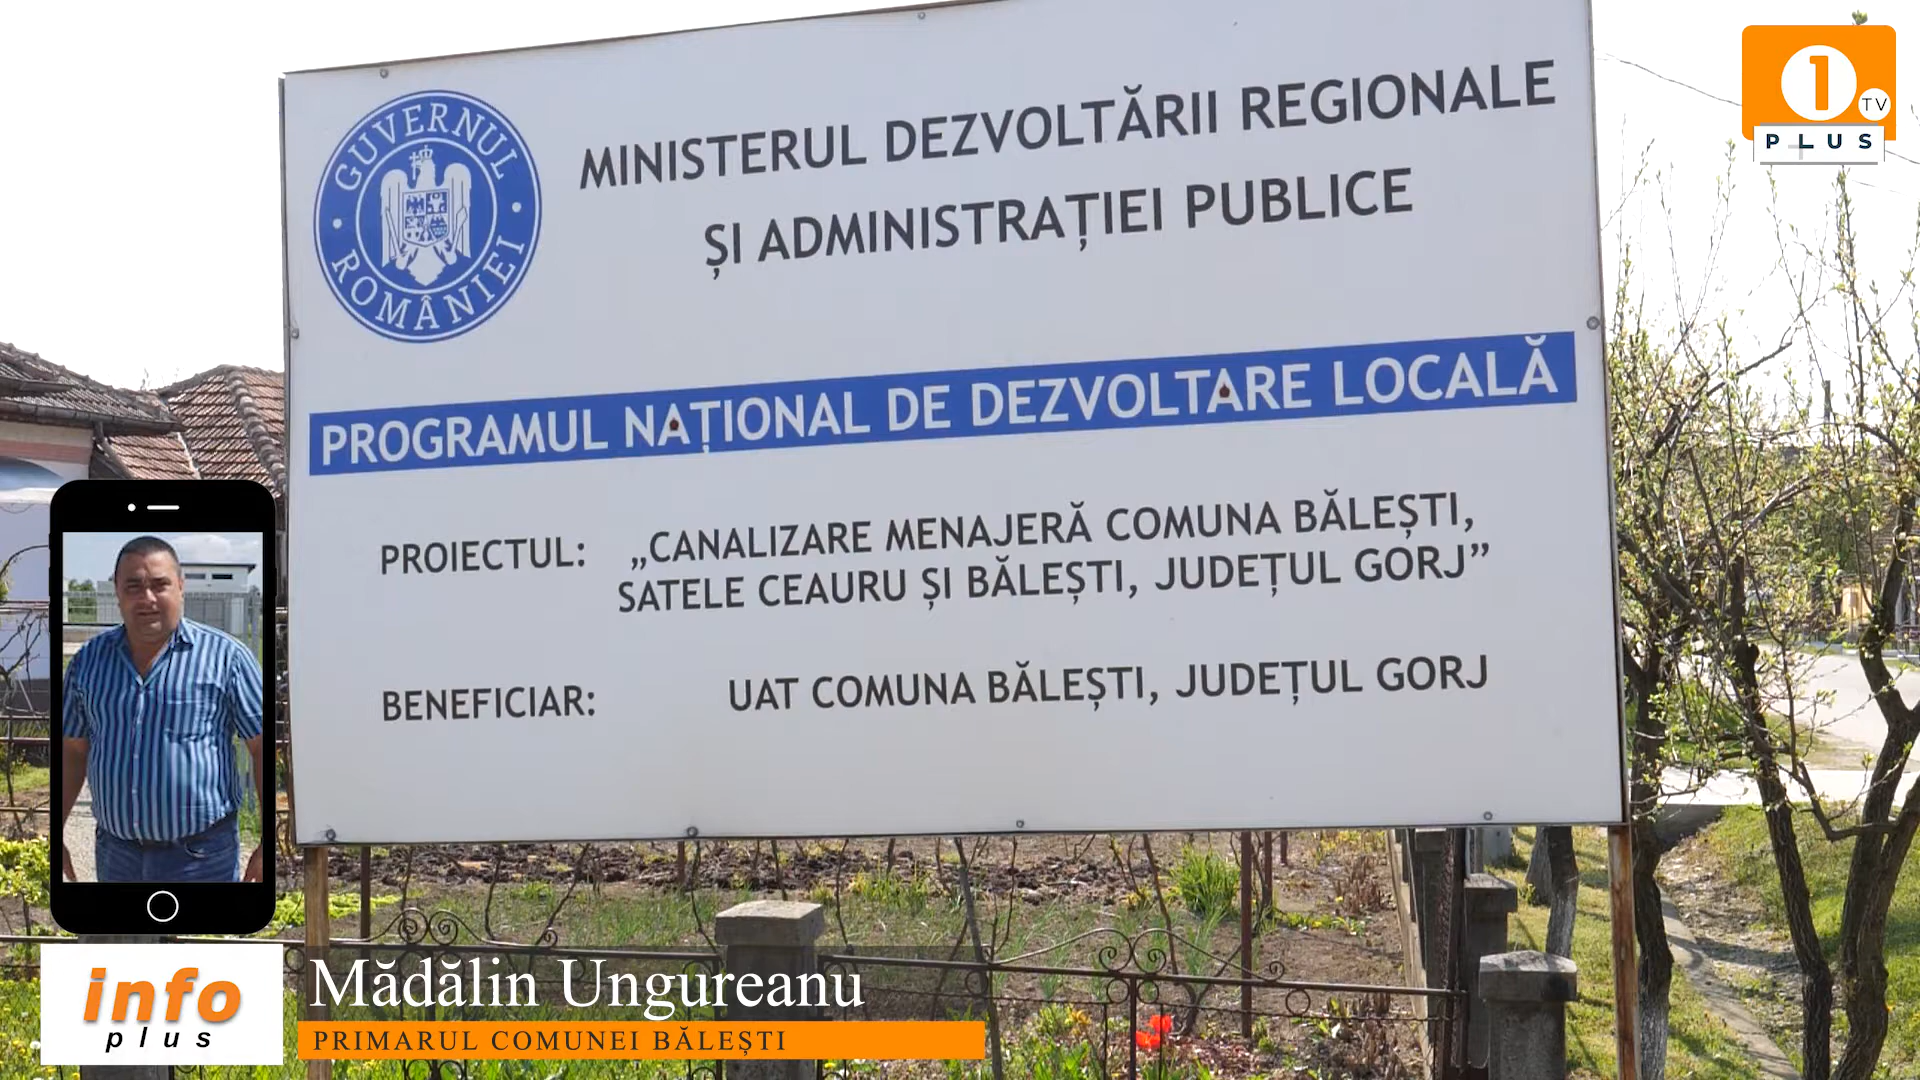 GUVERNUL ROMÂNIEI
MINISTERUL DEZVOLTĂRII REGIONALE
ȘI ADMINISTRAȚIEI PUBLICE
PROGRAMUL NAȚIONAL DE DEZVOLTARE LOCALĂ
PROIECTUL: „CANALIZARE MENAJERĂ COMUNA BĂLEȘTI,
SATELE CEAURU ȘI BĂLEȘTI, JUDEȚUL GORJ”
BENEFICIAR: UAT COMUNA BĂLEȘTI, JUDEȚUL GORJ
1 TV
PLUS
info
plus
Mădălin Ungureanu
PRIMARUL COMUNEI BĂLEȘTI